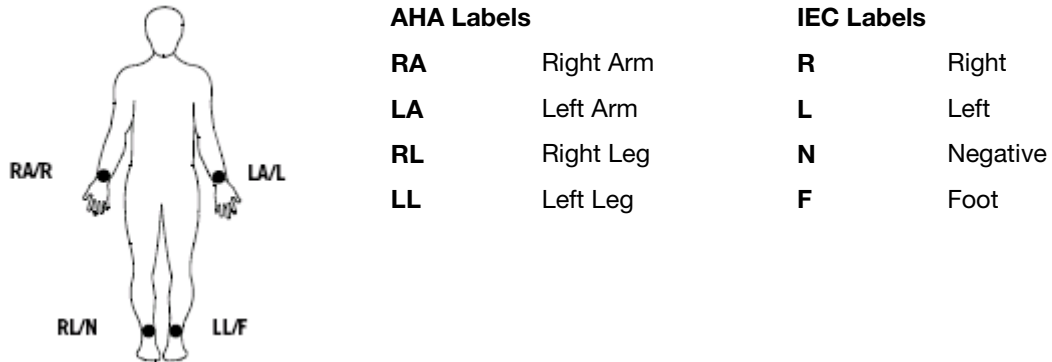 AHA Labels IEC Labels
RA Right Arm R Right
LA Left Arm L Left
RL Right Leg N Negative
LL Left Leg F Foot
RA/R LA/L
RL/N LL/F